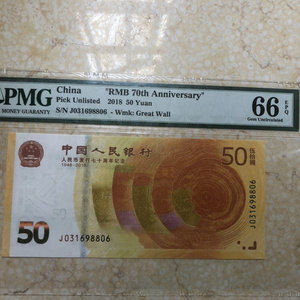 PMG
MONEY GUARANTY
China "RMB 70th Anniversary"
Pick Unlisted 2018 50 Yuan
S/N J031698806 - Wmk: Great Wall
66 EPQ
Gem Uncirculated
中国人民银行
人民币发行七十周年纪念
1948-2018
50
伍拾圆
50
J031698806
J031698806